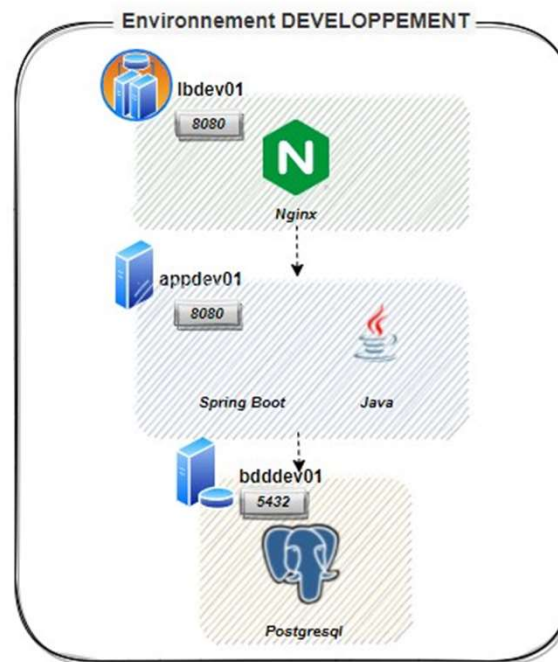 Environnement DEVELOPPEMENT
lbdev01
8080
N
Nginx
appdev01
8080
Spring Boot
Java
bdddev01
5432
Postgresql